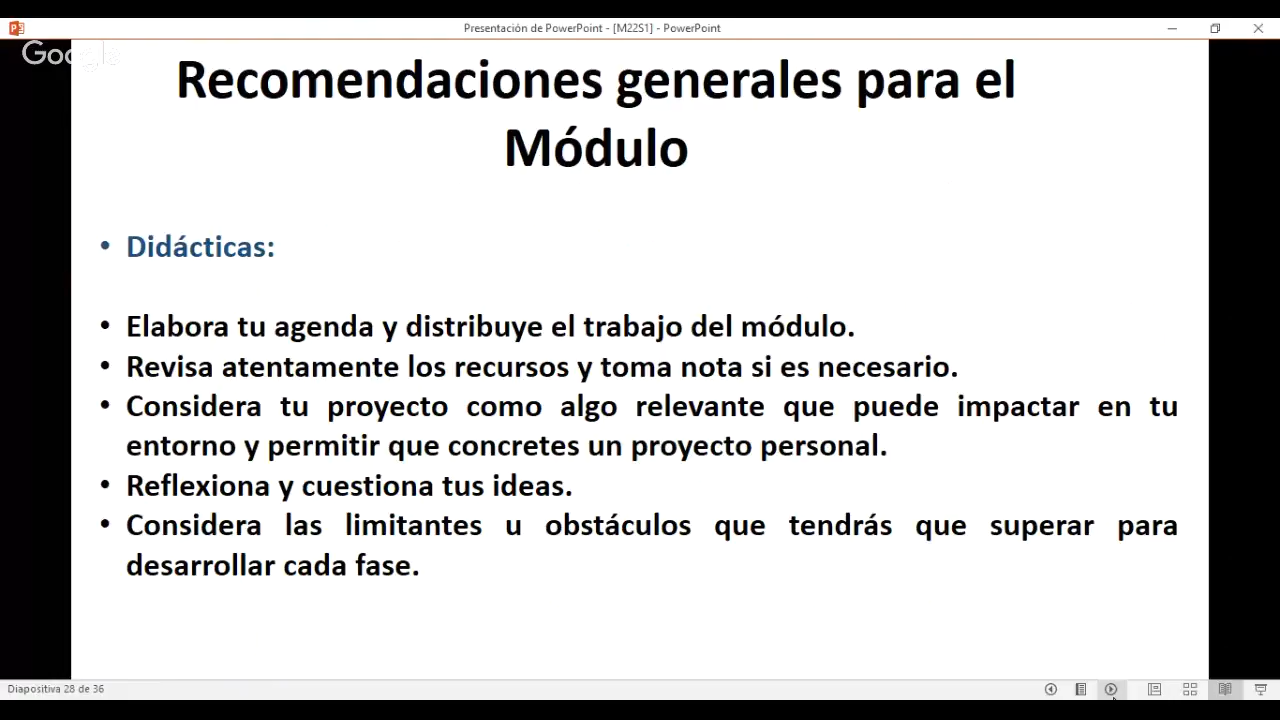 Presentación de PowerPoint - [M22S1] - PowerPoint
Google
Recomendaciones generales para el
Módulo
• Didácticas:
• Elabora tu agenda y distribuye el trabajo del módulo.
• Revisa atentamente los recursos y toma nota si es necesario.
• Considera tu proyecto como algo relevante que puede impactar en tu
entorno y permitir que concretes un proyecto personal.
• Reflexiona y cuestiona tus ideas.
• Considera las limitantes u obstáculos que tendrás que superar para
desarrollar cada fase.
Diapositiva 28 de 36